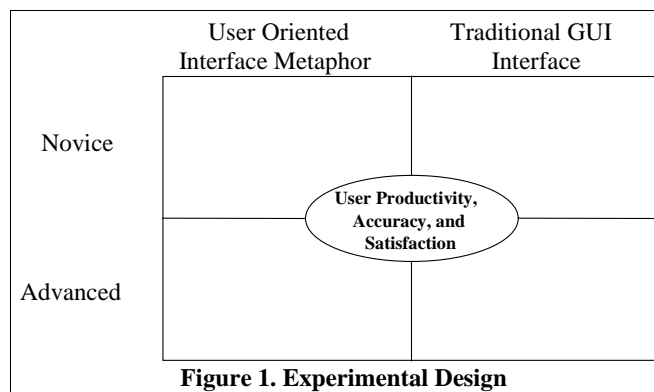 User Oriented
Interface Metaphor
Traditional GUI
Interface
Novice
User Productivity,
Accuracy, and
Satisfaction
Advanced
Figure 1. Experimental Design